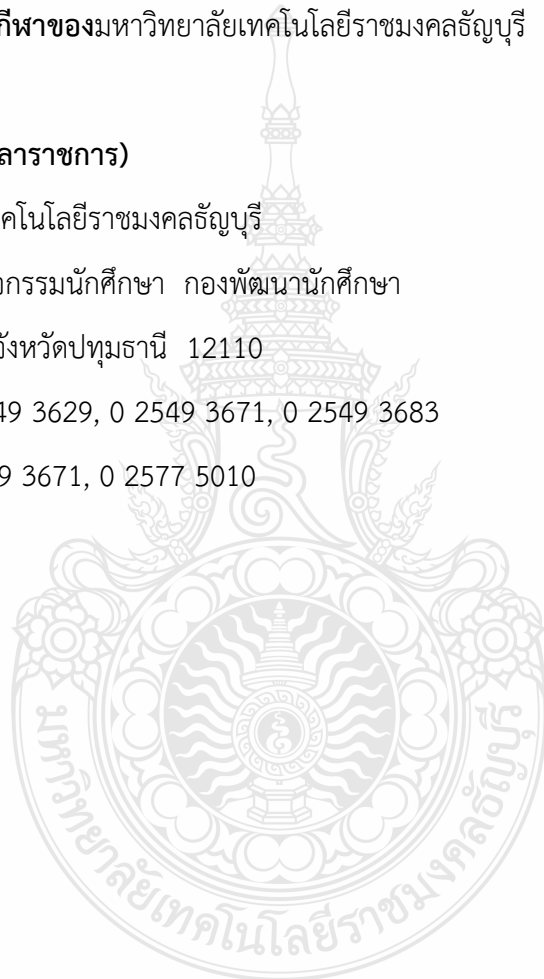 กีฬาของมหาวิทยาลัยเทคโนโลยีราชมงคลธัญบุรี
ลาราชการ)
คโนโลยีราชมงคลธัญบุรี
กรรมนักศึกษา กองพัฒนานักศึกษา
จังหวัดปทุมธานี 12110
49 3629, 0 2549 3671, 0 2549 3683
9 3671, 0 2577 5010
มหาวิทยาลัยเทคโนโลยีราชมงคลธัญบุรี